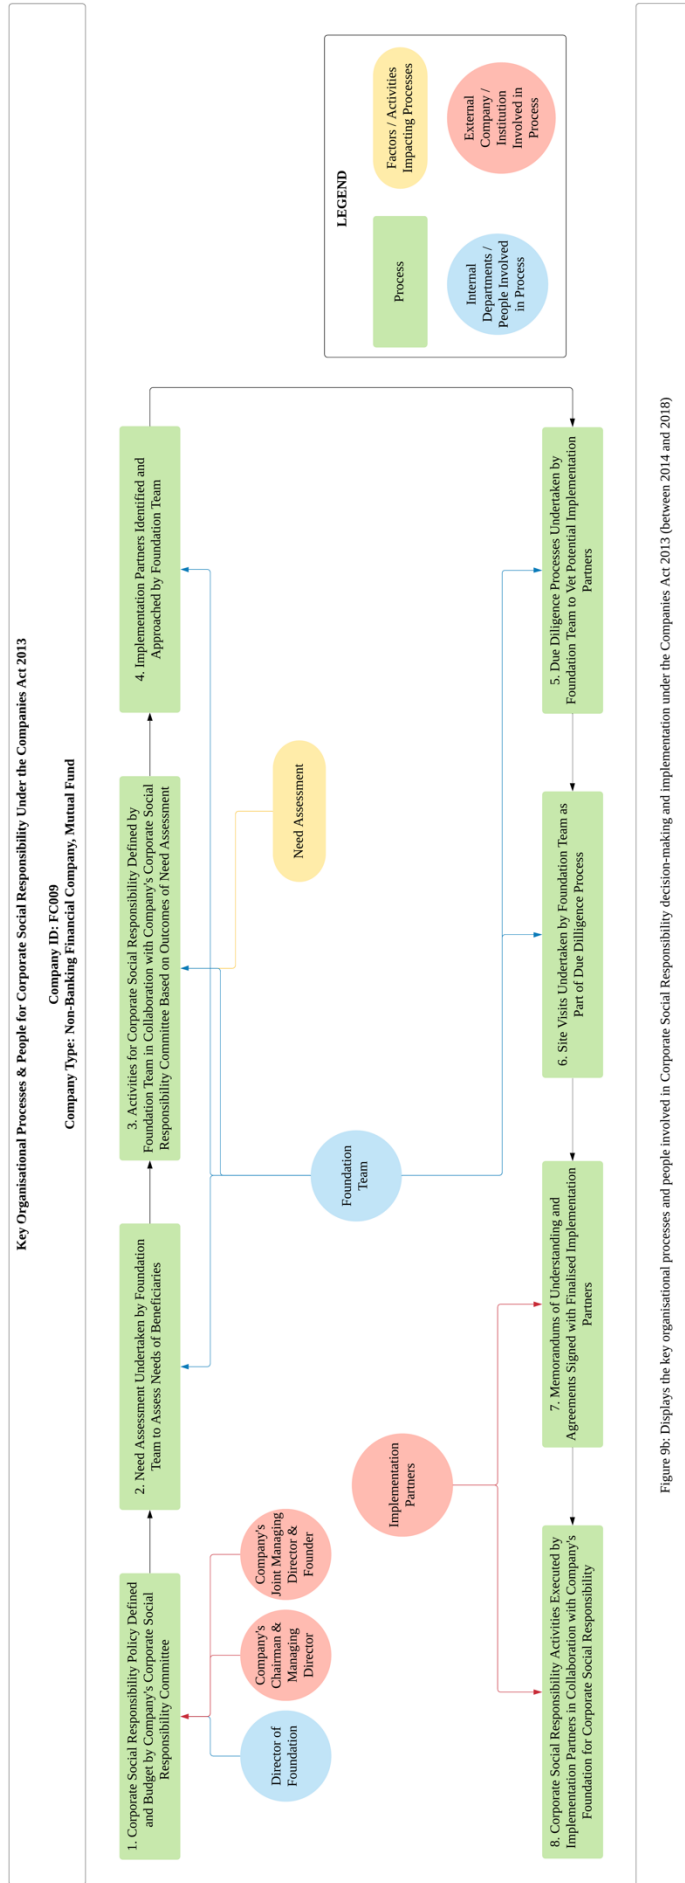 Key Organisational Processes & People for Corporate Social Responsibility Under the Companies Act 2013
Company ID: FC009
Company Type: Non-Banking Financial Company, Mutual Fund
1. Corporate Social Responsibility Policy Defined
and Budget by Company's Corporate Social
Responsibility Committee
2. Need Assessment Undertaken by Foundation
Team to Assess Needs of Beneficiaries
3. Activities for Corporate Social Responsibility Defined by
Foundation Team in Collaboration with Company's Corporate Social
Responsibility Committee Based on Outcomes of Need Assessment
4. Implementation Partners Identified and
Approached by Foundation Team
Director of
Foundation
Company's
Chairman &
Managing
Director
Company's
Joint Managing
Director &
Founder
Need Assessment
Foundation
Team
Implementation
Partners
8. Corporate Social Responsibility Activities Executed by
Implementation Partners in Collaboration with Company's
Foundation for Corporate Social Responsibility
7. Memorandums of Understanding and
Agreements Signed with Finalised Implementation
Partners
6. Site Visits Undertaken by Foundation Team as
Part of Due Dilligence Process
5. Due Diligence Processes Undertaken by
Foundation Team to Vet Potential Implementation
Partners
LEGEND
Process
Factors / Activities
Impacting Processes
Internal
Departments /
People Involved
in Process
External
Company /
Institution
Involved in
Process
Figure 9b: Displays the key organisational processes and people involved in Corporate Social Responsibility decision-making and implementation under the Companies Act 2013 (between 2014 and 2018)